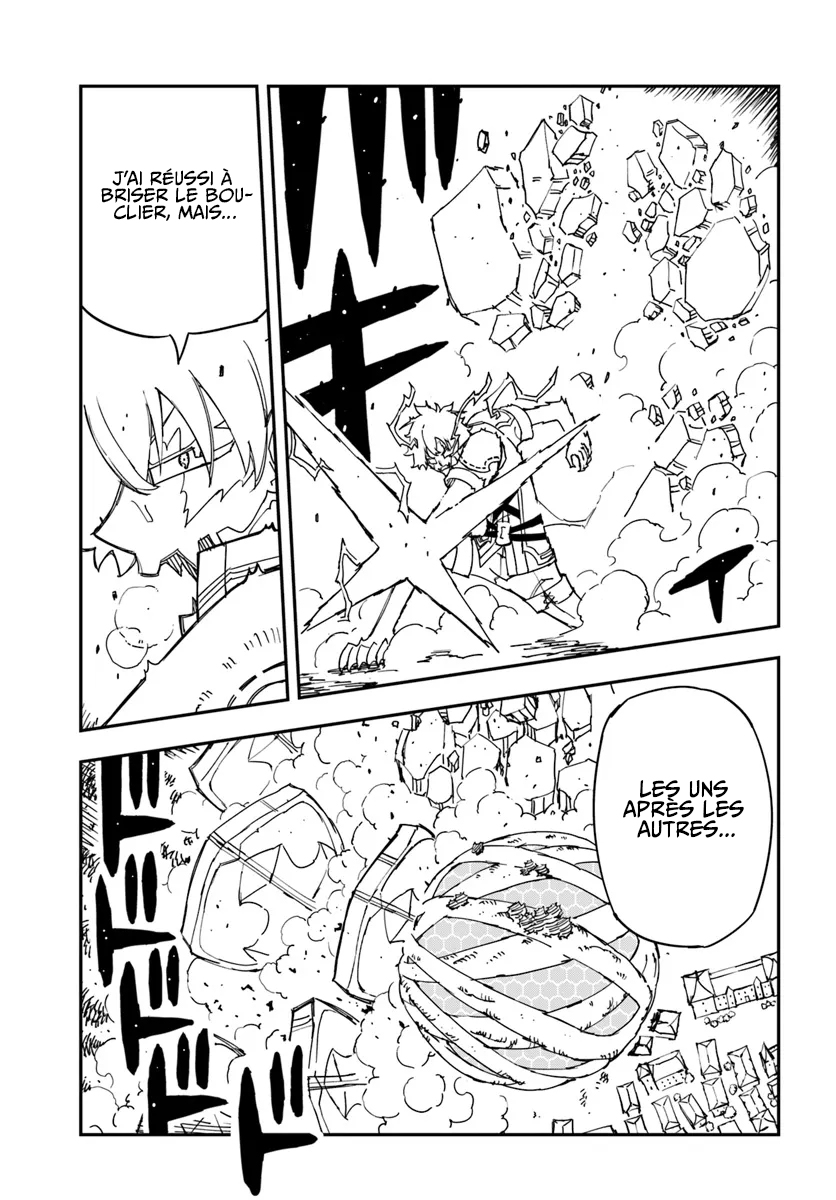 J'AI RÉUSSI À
BRISER LE BOU-
CLIER, MAIS...
LES UNS
APRÈS LES
AUTRES...